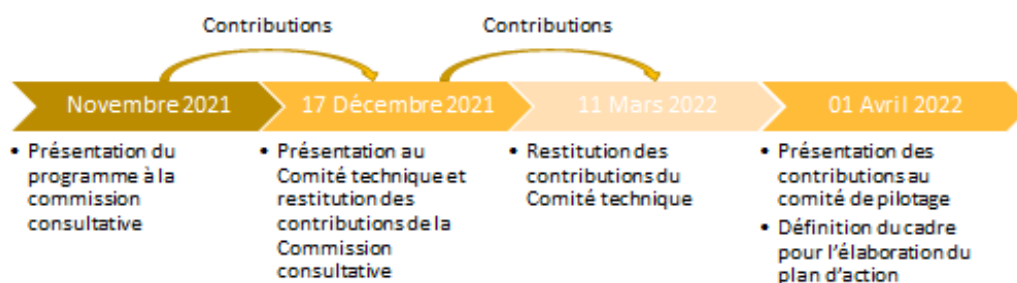 Contributions
Contributions
Novembre 2021
17 Décembre 2021
11 Mars 2022
01 Avril 2022
• Présentation du
programme à la
commission
consultative
• Présentation au
Comité technique et
restitution des
contributions de la
Commission
consultative
• Restitution des
contributions du
Comité technique
• Présentation des
contributions au
comité de pilotage
• Définition du cadre
pour l'élaboration du
plan d'action